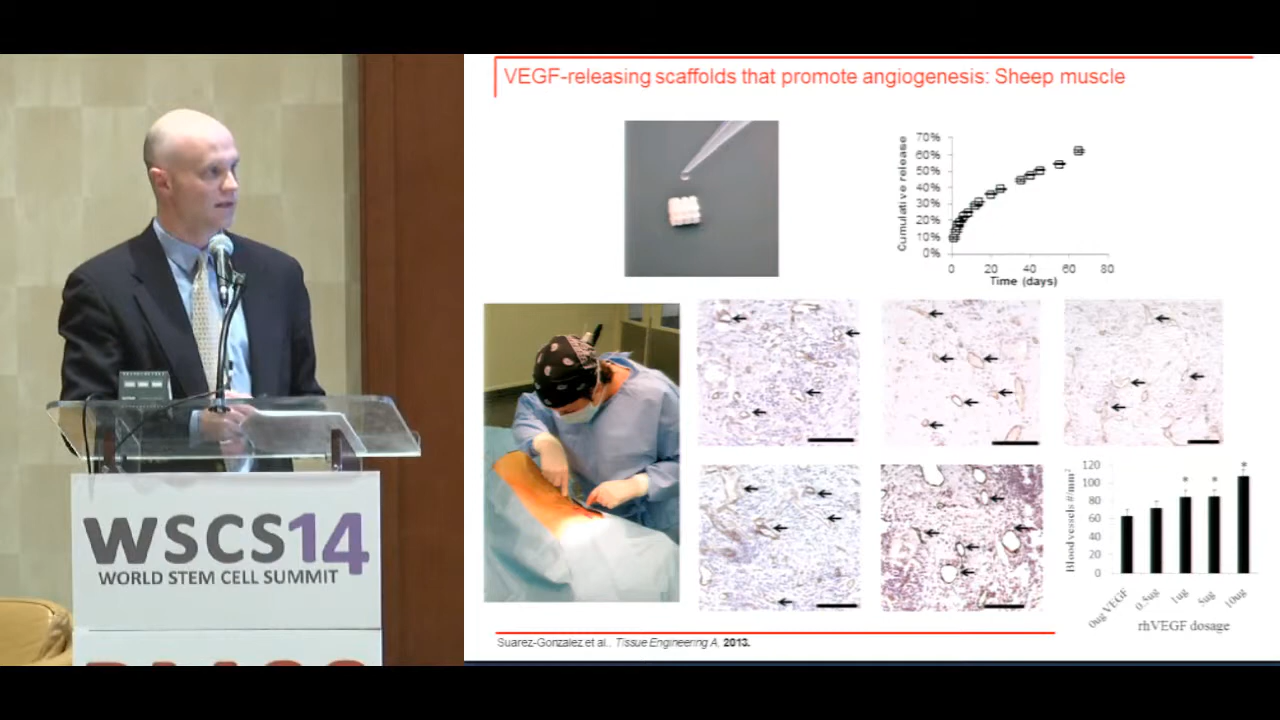 VEGF-releasing scaffolds that promote angiogenesis: Sheep muscle
Cumulative release
70%
60%
50%
40%
30%
20%
10%
0%
0 20 40 60 80
Time (days)
Blood vessels #/mm²
120
100
80
60
40
20
0
* * *
0ug VEGF 0.5ug 1ug 5ug 10ug
rhVEGF dosage
Suarez-Gonzalez et al., Tissue Engineering A, 2013.
WSCS14
WORLD STEM CELL SUMMIT